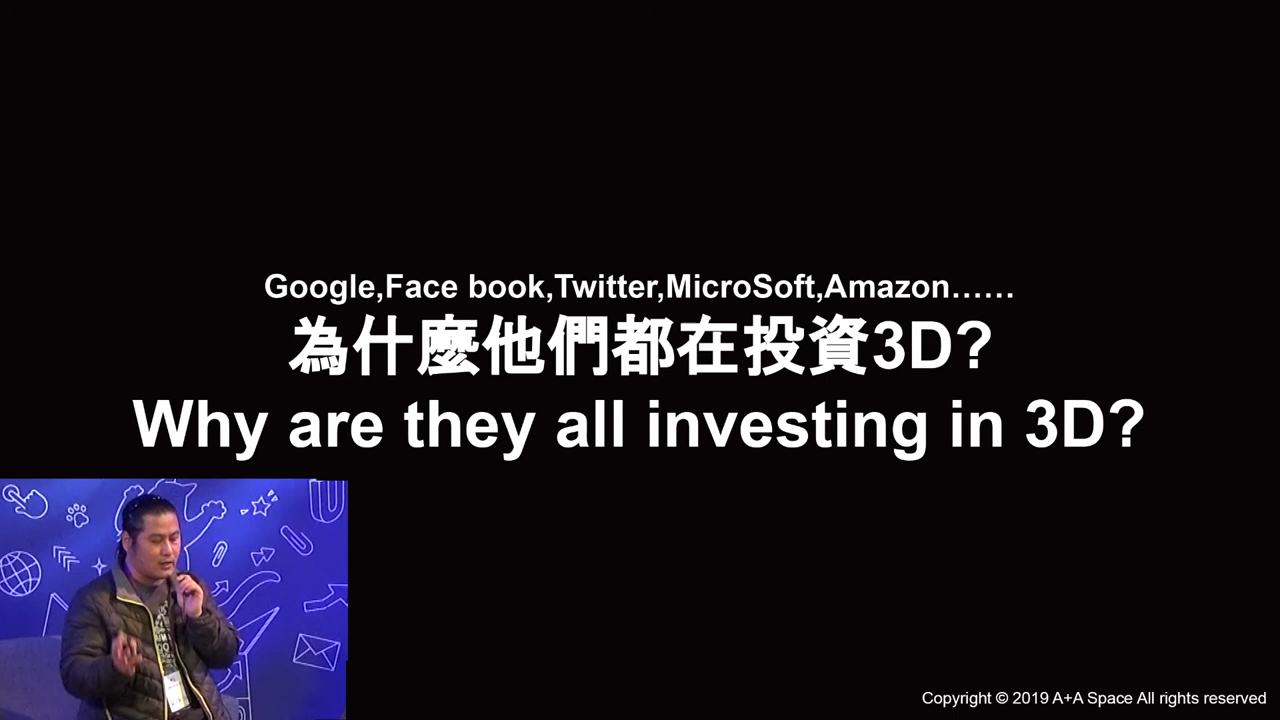 Google,Face book,Twitter,MicroSoft,Amazon……
為什麼他們都在投資3D?
Why are they all investing in 3D?
Copyright © 2019 A+A Space All rights reserved